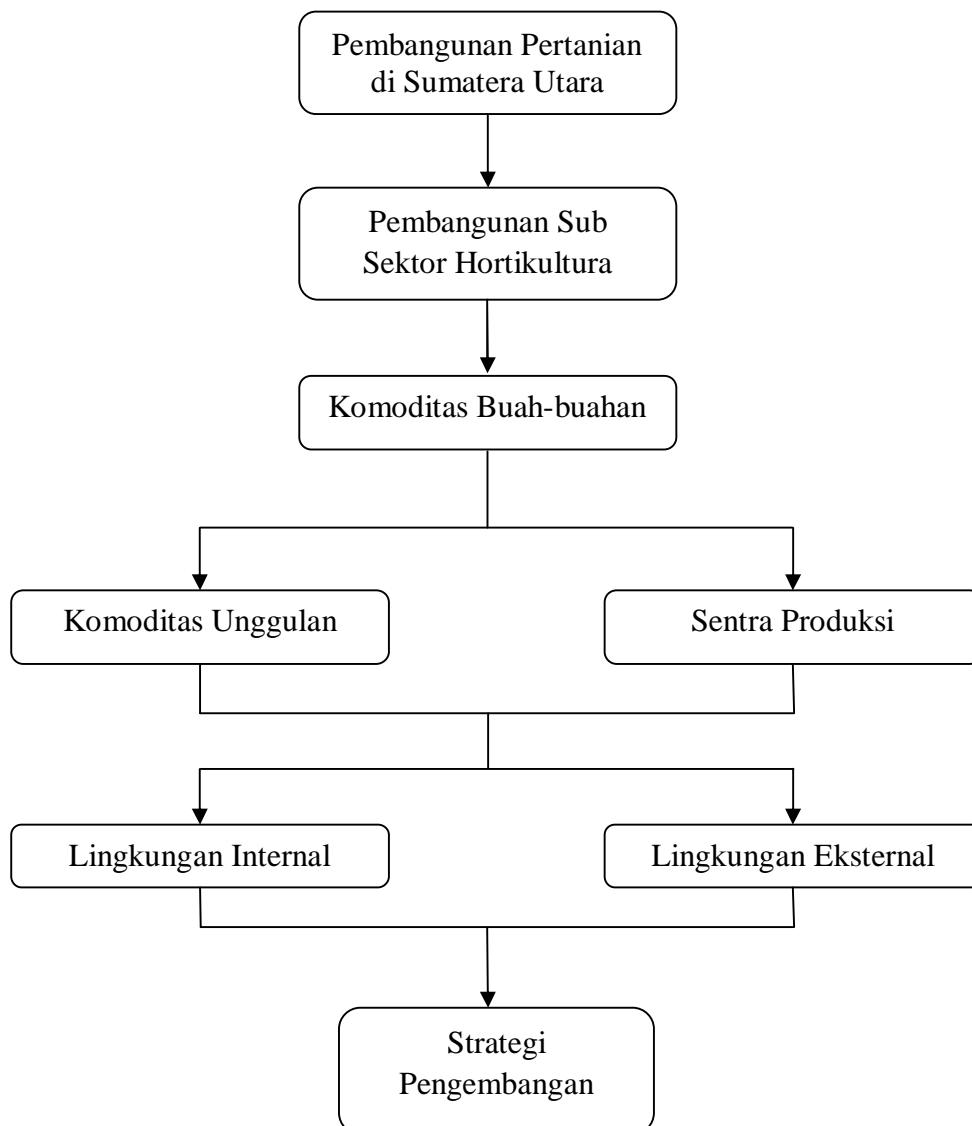 Pembangunan Pertanian
di Sumatera Utara
Pembangunan Sub
Sektor Hortikultura
Komoditas Buah-buahan
Komoditas Unggulan
Sentra Produksi
Lingkungan Internal
Lingkungan Eksternal
Strategi
Pengembangan